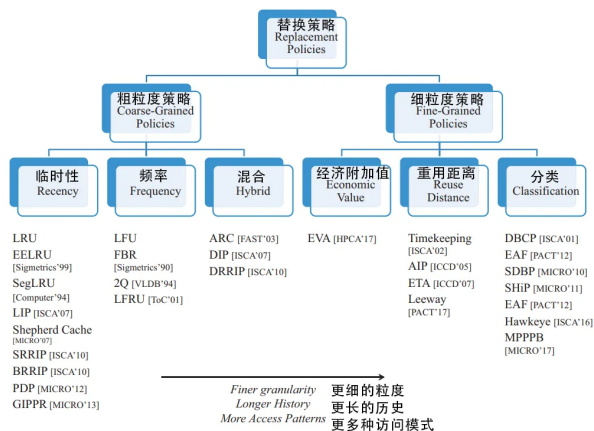 替换策略
Replacement
Policies
粗粒度策略
Coarse-Grained
Policies
细粒度策略
Fine-Grained
Policies
临时性
Recency
频率
Frequency
混合
Hybrid
经济附加值
Economic
Value
重用距离
Reuse
Distance
分类
Classification
LRU
EELRU
[Sigmetrics'99]
SegLRU
[Computer'94]
LIP [ISCA'07]
Shepherd Cache
[MICRO'07]
SRRIP [ISCA'10]
BRRIP [ISCA'10]
PDP [MICRO'12]
GIPPR [MICRO'13]
LFU
FBR
[Sigmetrics'90]
2Q [VLDB'94]
LFRU [ToC'01]
ARC [FAST'03]
DIP [ISCA'07]
DRRIP [ISCA'10]
EVA [HPCA'17]
Timekeeping
[ISCA'02]
AIP [ICCD'05]
ETA [ICCD'07]
Leeway
[PACT'17]
DBCP [ISCA'01]
EAF [PACT'12]
SDBP [MICRO'10]
SHiP [MICRO'11]
EAF [PACT'12]
Hawkeye [ISCA'16]
MPPPB
[MICRO'17]
Finer granularity 更细的粒度
Longer History 更长的历史
More Access Patterns 更多种访问模式